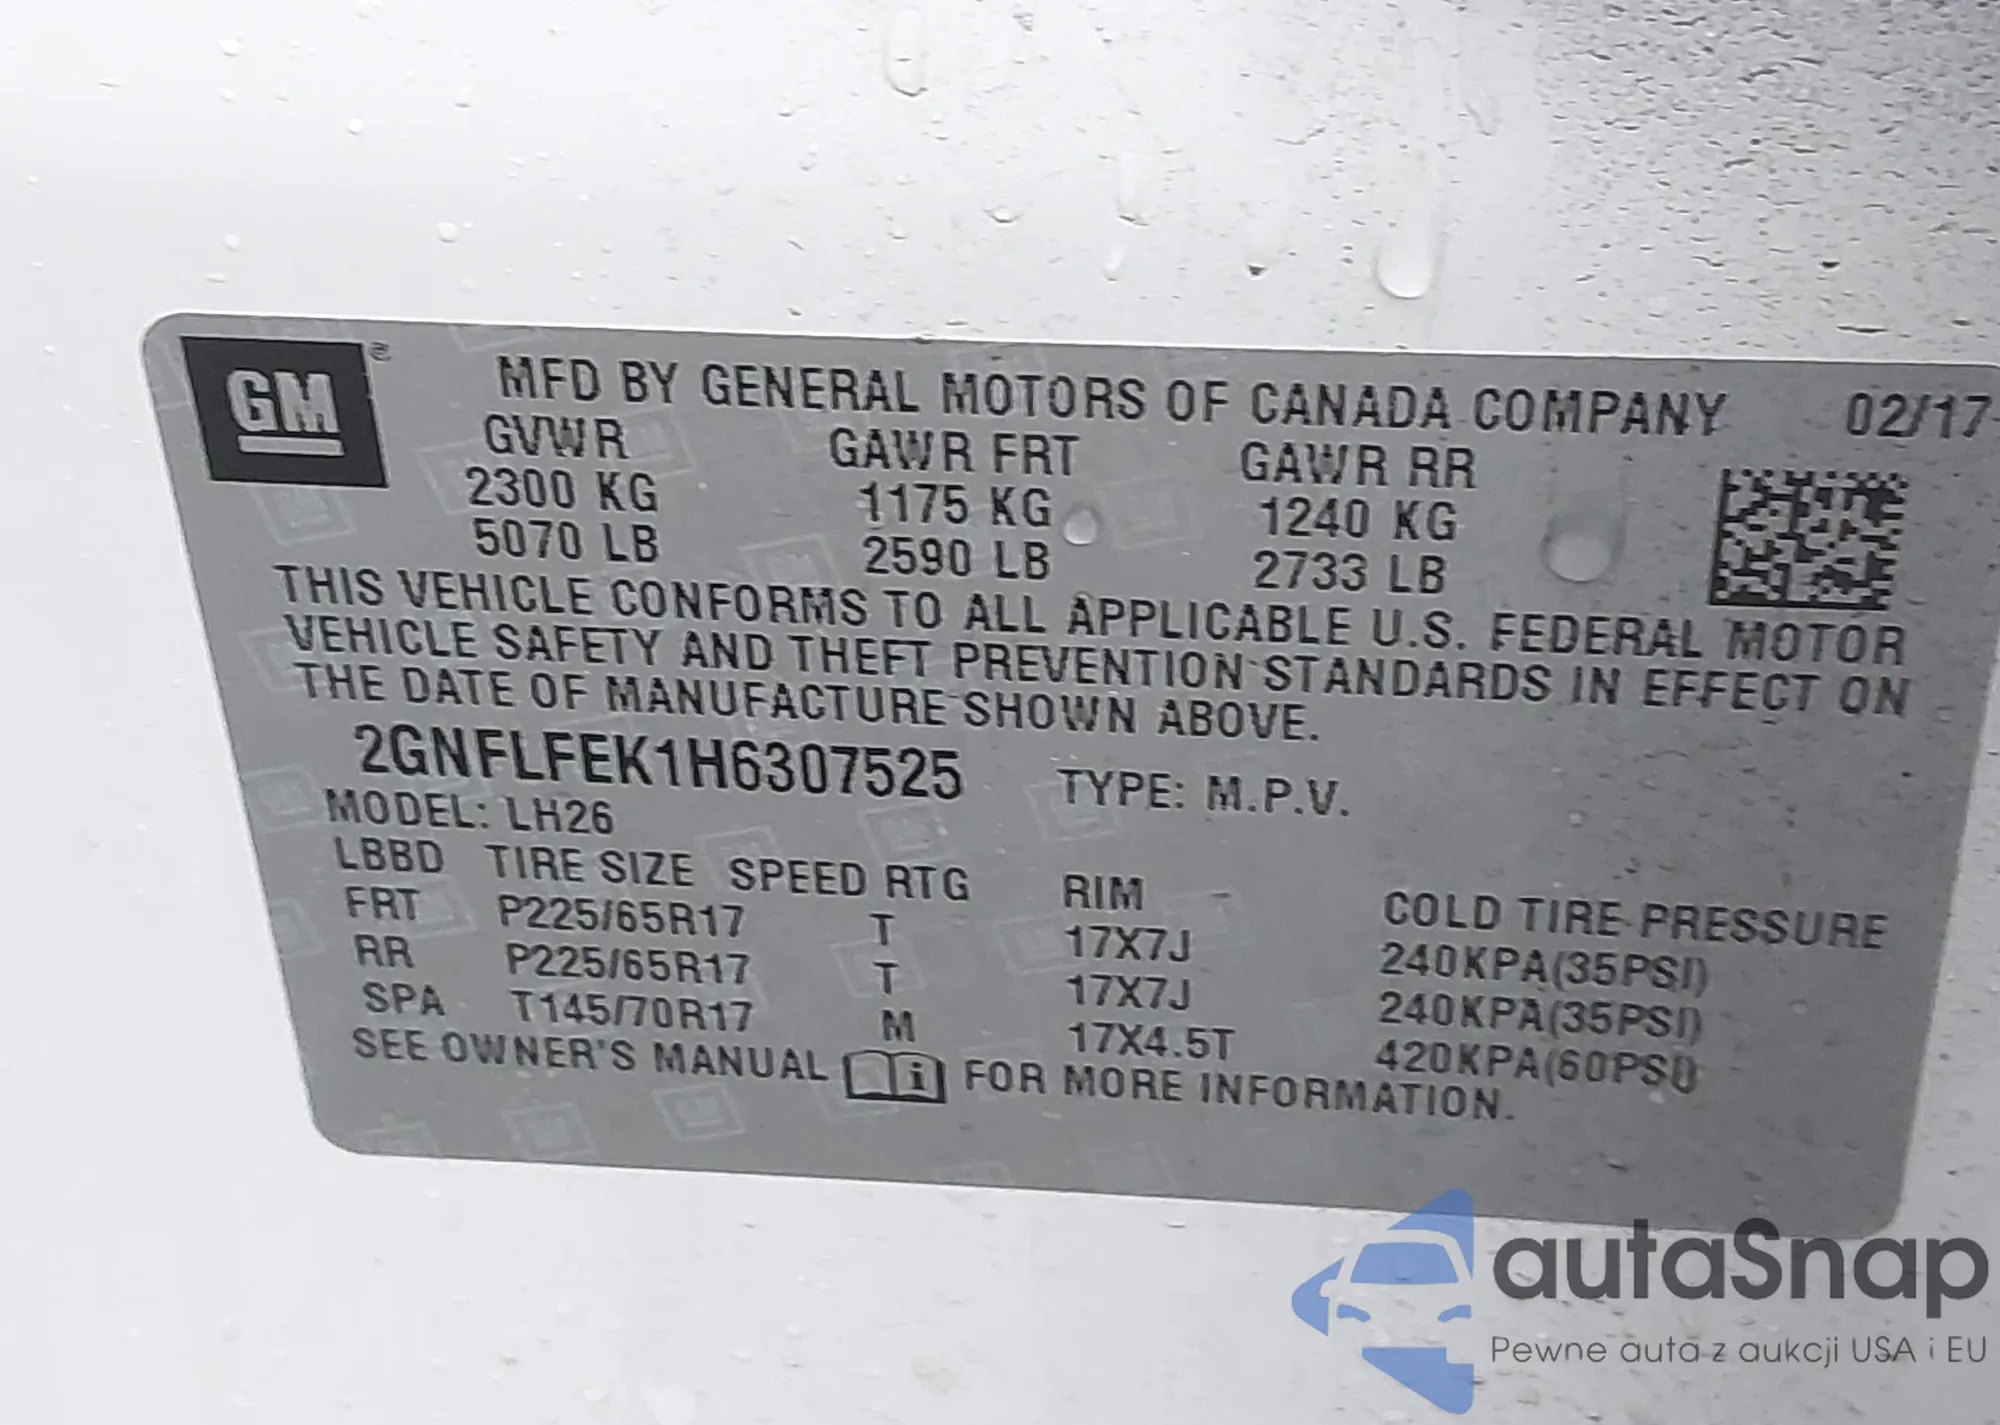 GM ® MFD BY GENERAL MOTORS OF CANADA COMPANY 02/17
GVWR GAWR FRT GAWR RR
2300 KG 1175 KG 1240 KG
5070 LB 2590 LB 2733 LB
THIS VEHICLE CONFORMS TO ALL APPLICABLE U.S. FEDERAL MOTOR
VEHICLE SAFETY AND THEFT PREVENTION STANDARDS IN EFFECT ON
THE DATE OF MANUFACTURE SHOWN ABOVE.
2GNFLFEK1H6307525 TYPE: M.P.V.
MODEL: LH26
LBBD TIRE SIZE SPEED RTG RIM COLD TIRE PRESSURE
FRT P225/65R17 T 17X7J 240KPA(35PSI)
RR P225/65R17 T 17X7J 240KPA(35PSI)
SPA T145/70R17 M 17X4.5T 420KPA(60PSI)
SEE OWNER'S MANUAL i FOR MORE INFORMATION.
autaSnap
Pewne auta z aukcji USA i EU